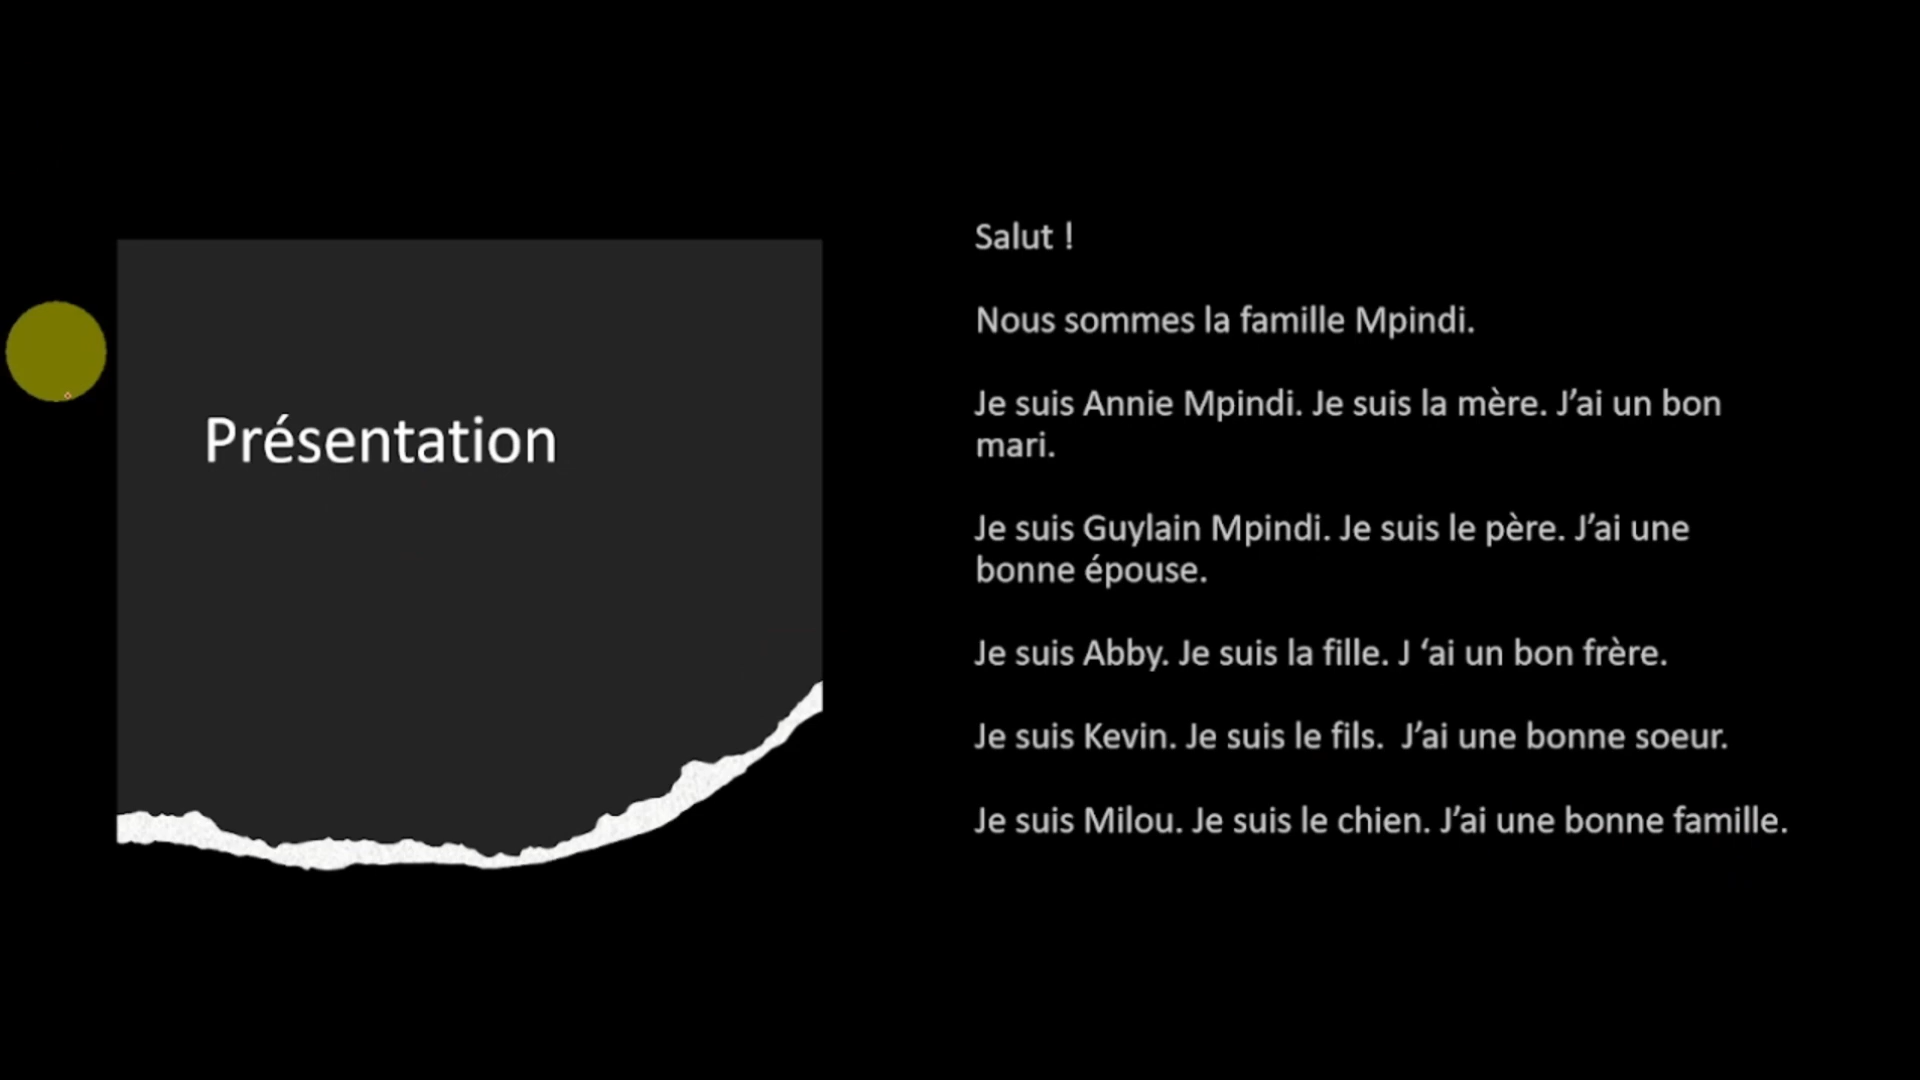 Présentation
Salut !
Nous sommes la famille Mpindi.
Je suis Annie Mpindi. Je suis la mère. J’ai un bon
mari.
Je suis Guylain Mpindi. Je suis le père. J’ai une
bonne épouse.
Je suis Abby. Je suis la fille. J ‘ai un bon frère.
Je suis Kevin. Je suis le fils.  J’ai une bonne soeur.
Je suis Milou. Je suis le chien. J’ai une bonne famille.